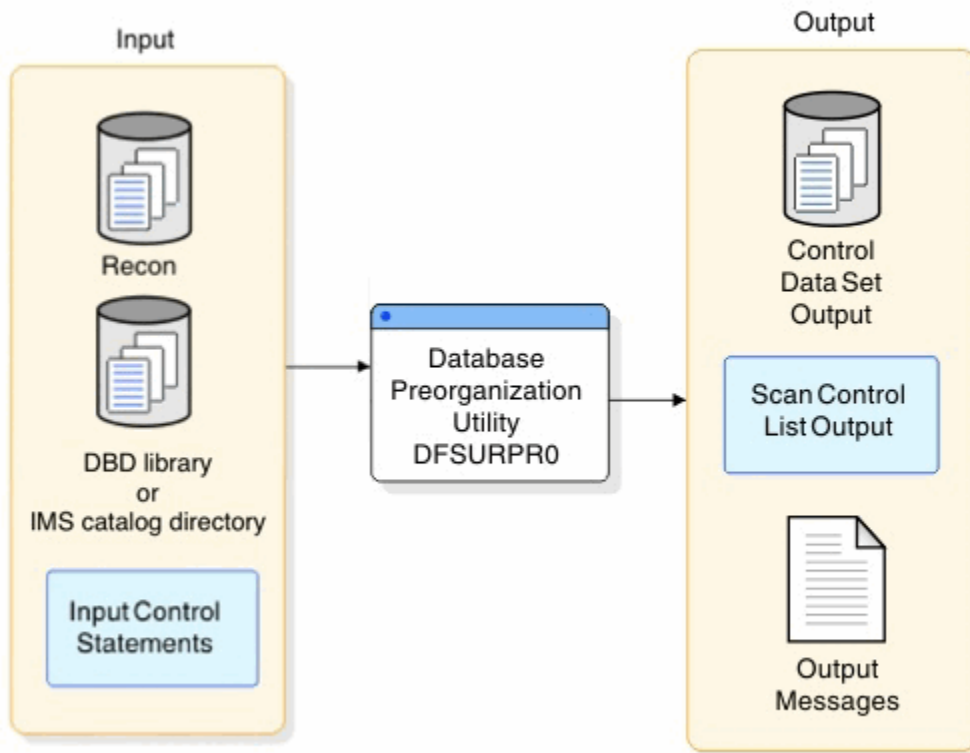 Input
Recon
DBD library
or
IMS catalog directory
Input Control
Statements
Database
Preorganization
Utility
DFSURPR0
Output
Control
Data Set
Output
Scan Control
List Output
Output
Messages